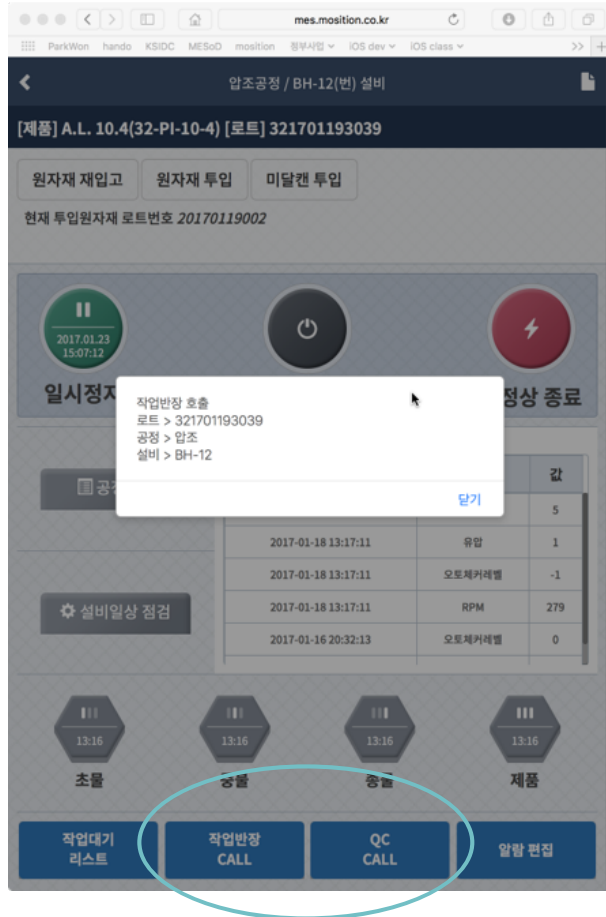 mes.mosition.co.kr
ParkWon hando KSIDC MESoD mosition 정부사업 iOS dev iOS class >> +
압조공정 / BH-12(번) 설비
[제품] A.L. 10.4(32-PI-10-4) [로트] 321701193039
원자재 재입고 원자재 투입 미달캔 투입
현재 투입원자재 로트번호 20170119002
2017.01.23
15:07:12
일시정지
정상 종료
작업반장 호출
로트 > 321701193039
공정 > 압조
설비 > BH-12
닫기
값
5
2017-01-18 13:17:11 유압 1
2017-01-18 13:17:11 오토체커레벨 -1
설비일상 점검
2017-01-18 13:17:11 RPM 279
2017-01-16 20:32:13 오토체커레벨 0
13:16 13:16 13:16 13:16
초물 중물 종물 제품
작업대기 리스트
작업반장 CALL
QC CALL
알람 편집